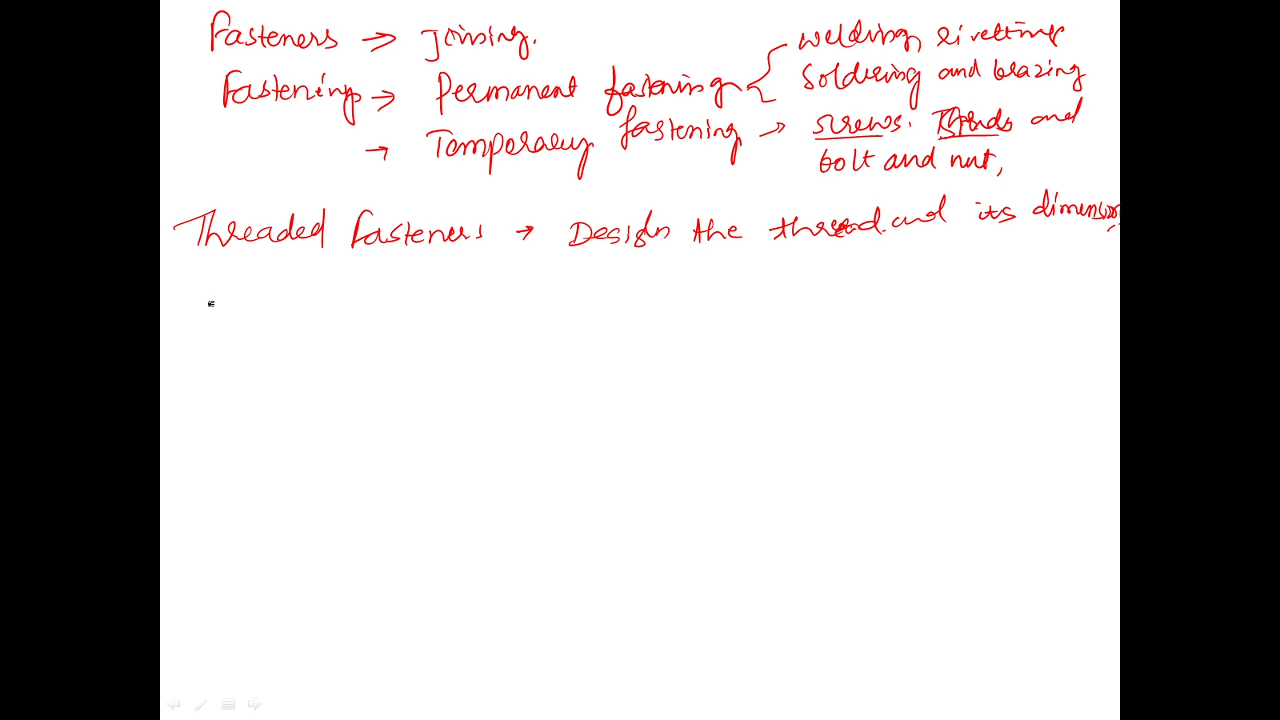 Fasteners → Joining.
Fastening → Permanent fastening welding, rivetting
soldering and brazing
→ Temporary fastening → screws. and
bolt and nut,
Threaded fasteners → Design the thread. and its dimension